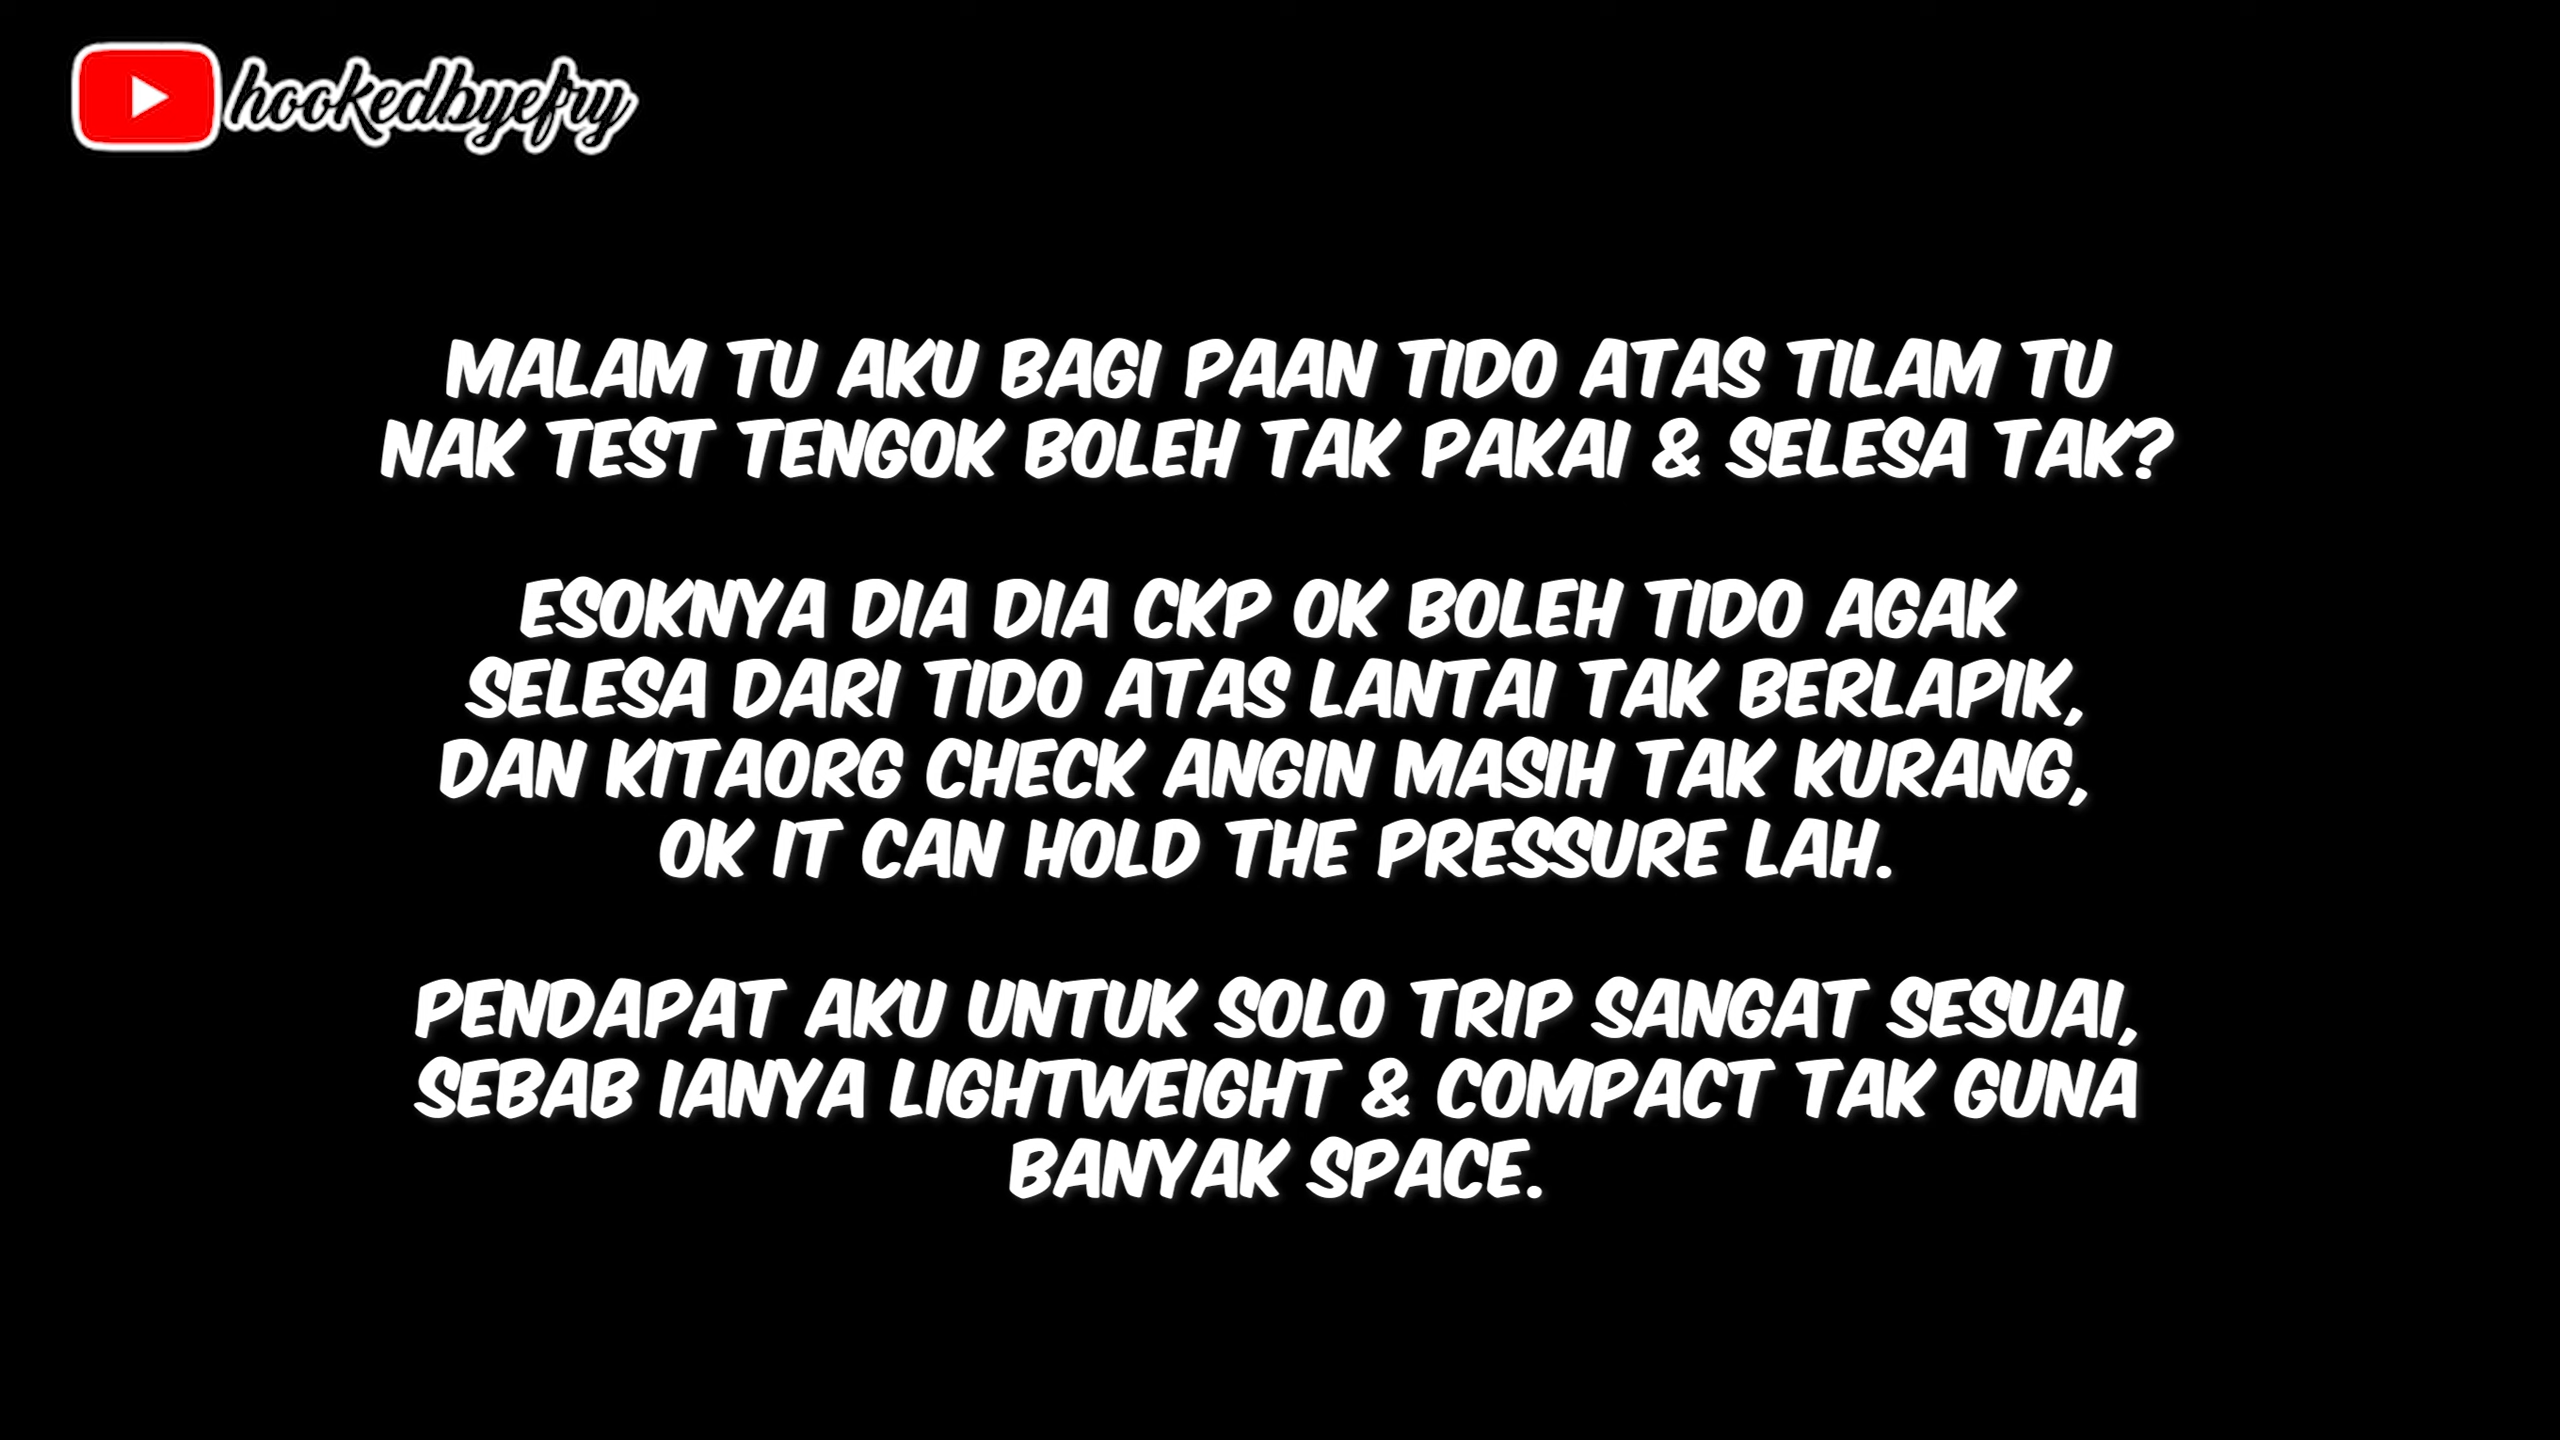 hookedbyefry
MALAM TU AKU BAGI PAAN TIDO ATAS TILAM TU
NAK TEST TENGOK BOLEH TAK PAKAI & SELESA TAK?
ESOKNYA DIA DIA CKP OK BOLEH TIDO AGAK
SELESA DARI TIDO ATAS LANTAI TAK BERLAPIK,
DAN KITAORG CHECK ANGIN MASIH TAK KURANG,
OK IT CAN HOLD THE PRESSURE LAH.
PENDAPAT AKU UNTUK SOLO TRIP SANGAT SESUAI,
SEBAB IANYA LIGHTWEIGHT & COMPACT TAK GUNA
BANYAK SPACE.